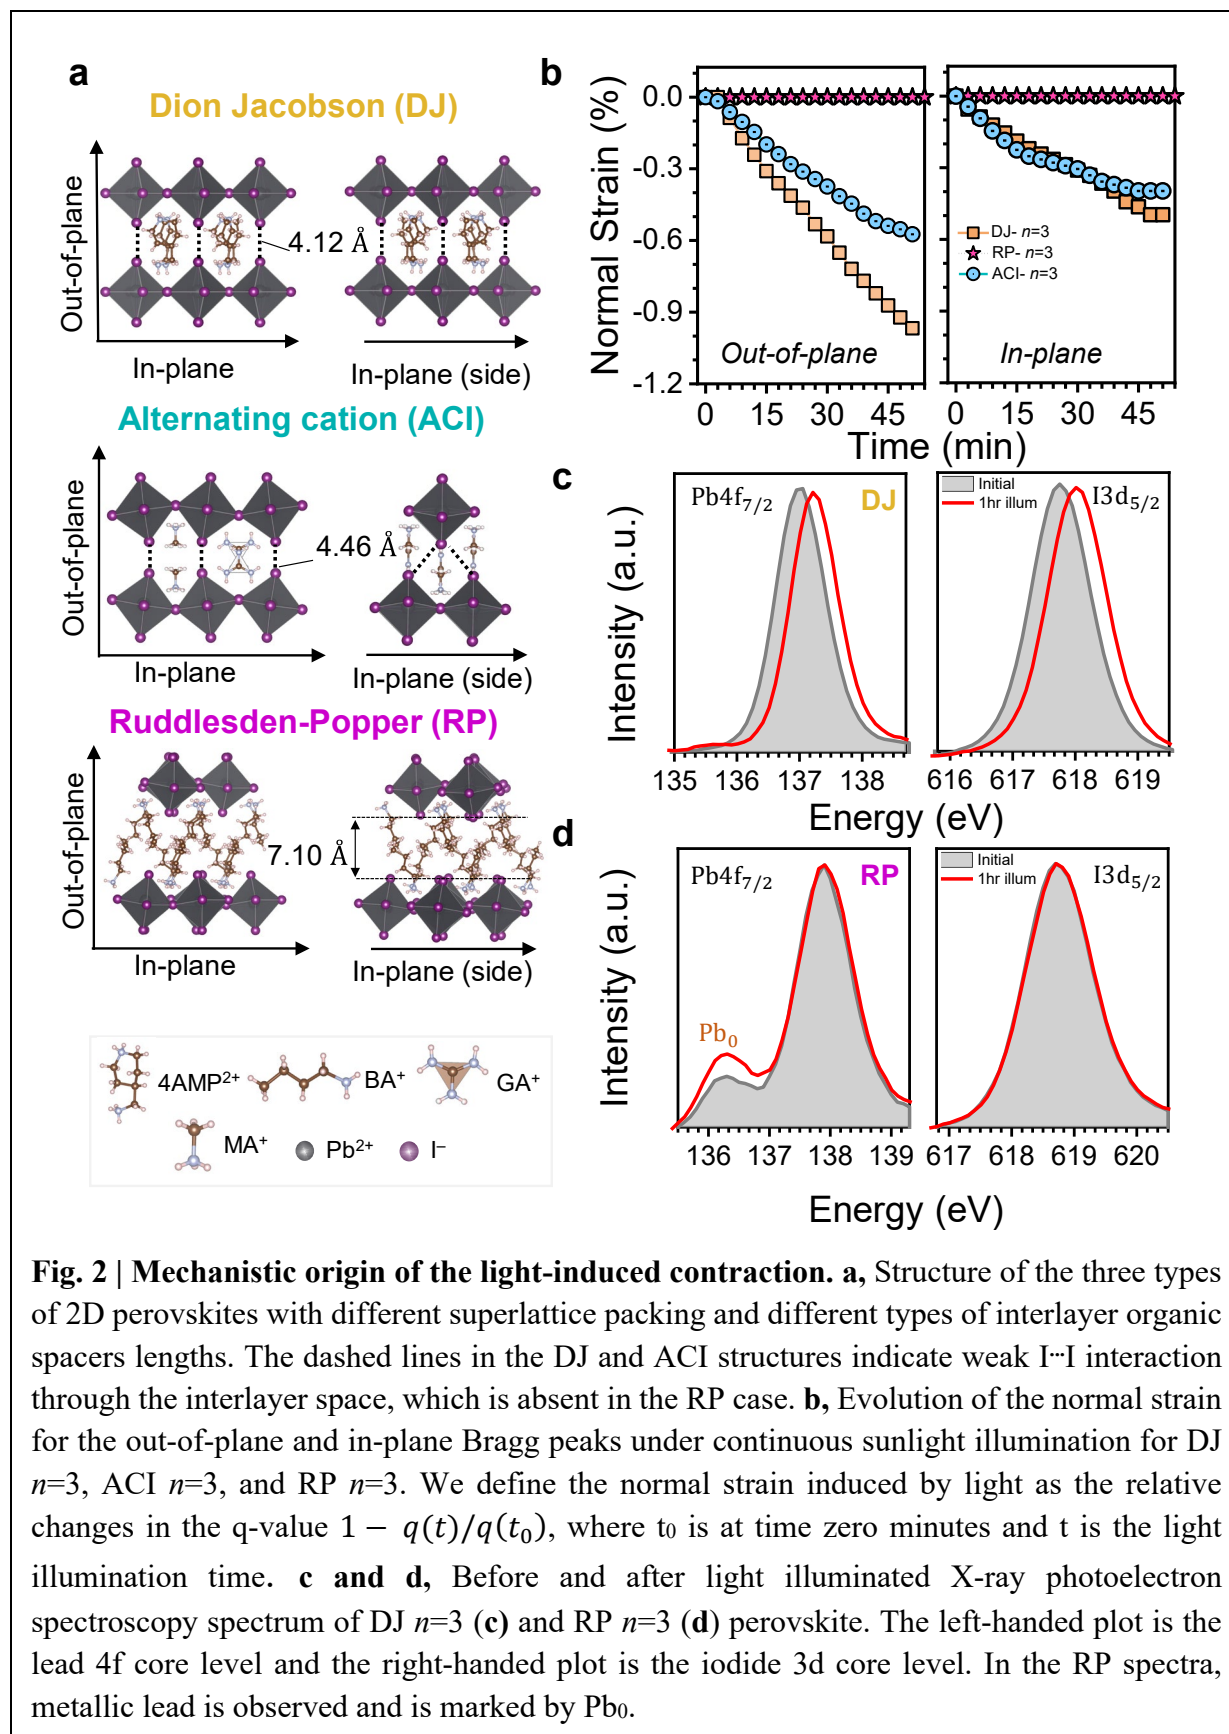 a
Dion Jacobson (DJ)
Out-of-plane
4.12 Å
In-plane
In-plane (side)
Alternating cation (ACI)
Out-of-plane
4.46 Å
In-plane
In-plane (side)
Ruddlesden-Popper (RP)
Out-of-plane
7.10 Å
In-plane
In-plane (side)
4AMP²⁺
BA⁺
GA⁺
MA⁺
Pb²⁺
I⁻
b
Normal Strain (%)
0.0
-0.3
-0.6
-0.9
-1.2
Out-of-plane
In-plane
DJ- n=3
RP- n=3
ACI- n=3
0 15 30 45 0 15 30 45
Time (min)
c
Intensity (a.u.)
Pb4f₇/₂
DJ
Initial
1hr illum
I3d₅/₂
135 136 137 138 616 617 618 619
Energy (eV)
d
Intensity (a.u.)
Pb4f₇/₂
RP
Pb₀
Initial
1hr illum
I3d₅/₂
136 137 138 139 617 618 619 620
Energy (eV)
Fig. 2 | Mechanistic origin of the light-induced contraction. a, Structure of the three types
of 2D perovskites with different superlattice packing and different types of interlayer organic
spacers lengths. The dashed lines in the DJ and ACI structures indicate weak I···I interaction
through the interlayer space, which is absent in the RP case. b, Evolution of the normal strain
for the out-of-plane and in-plane Bragg peaks under continuous sunlight illumination for DJ
n=3, ACI n=3, and RP n=3. We define the normal strain induced by light as the relative
changes in the q-value 1 − q(t)/q(t₀), where t₀ is at time zero minutes and t is the light
illumination time. c and d, Before and after light illuminated X-ray photoelectron
spectroscopy spectrum of DJ n=3 (c) and RP n=3 (d) perovskite. The left-handed plot is the
lead 4f core level and the right-handed plot is the iodide 3d core level. In the RP spectra,
metallic lead is observed and is marked by Pb₀.